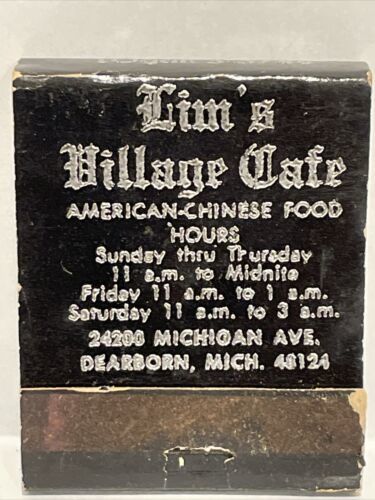 Lim's
Village Cafe
AMERICAN-CHINESE FOOD
HOURS
Sunday thru Thursday
11 a.m. to Midnite
Friday 11 a.m. to 1 a.m.
Saturday 11 a.m. to 3 a.m.
24200 MICHIGAN AVE.
DEARBORN, MICH. 48124